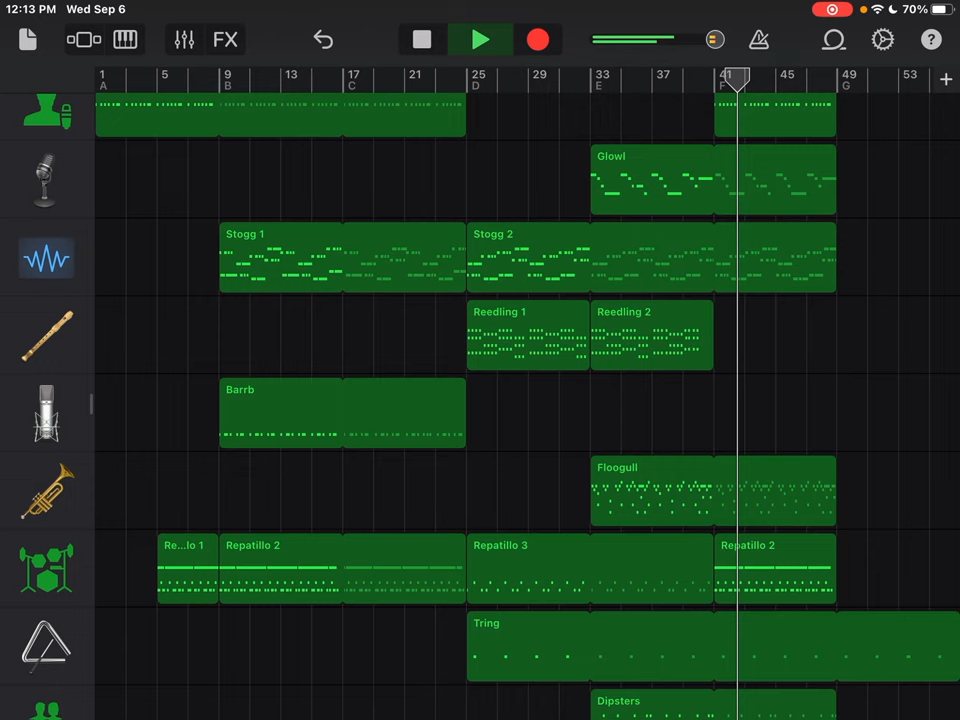 12:13 PM Wed Sep 6 70%
FX
1 5 9 13 17 21 25 29 33 37 41 45 49 53
A B C D E F G
Glowl
Stogg 1 Stogg 2
Reedling 1 Reedling 2
Barrb
Floogull
Re...lo 1 Repatillo 2 Repatillo 3 Repatillo 2
Tring
Dipsters